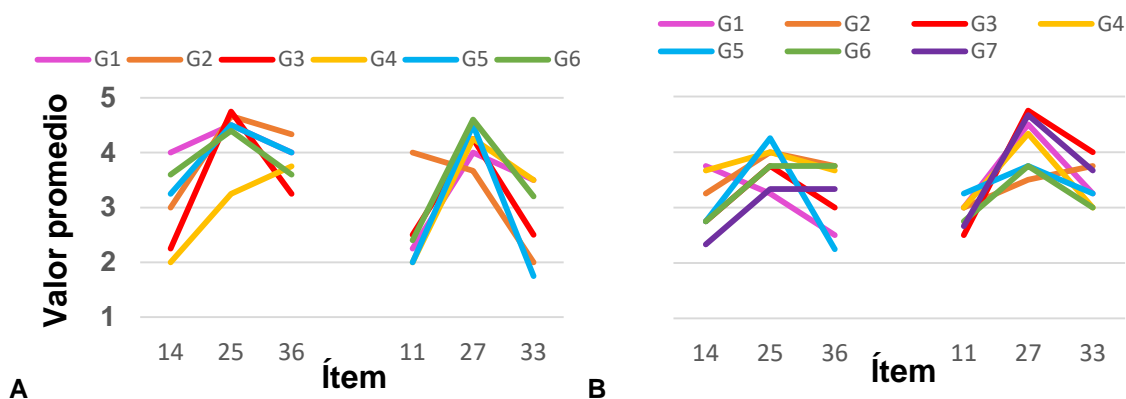 G1 G2 G3 G4 G5 G6
Valor promedio
5
4
3
2
1
14 25 36 11 27 33
Ítem
A
G1 G2 G3 G4
G5 G6 G7
14 25 36 11 27 33
Ítem
B